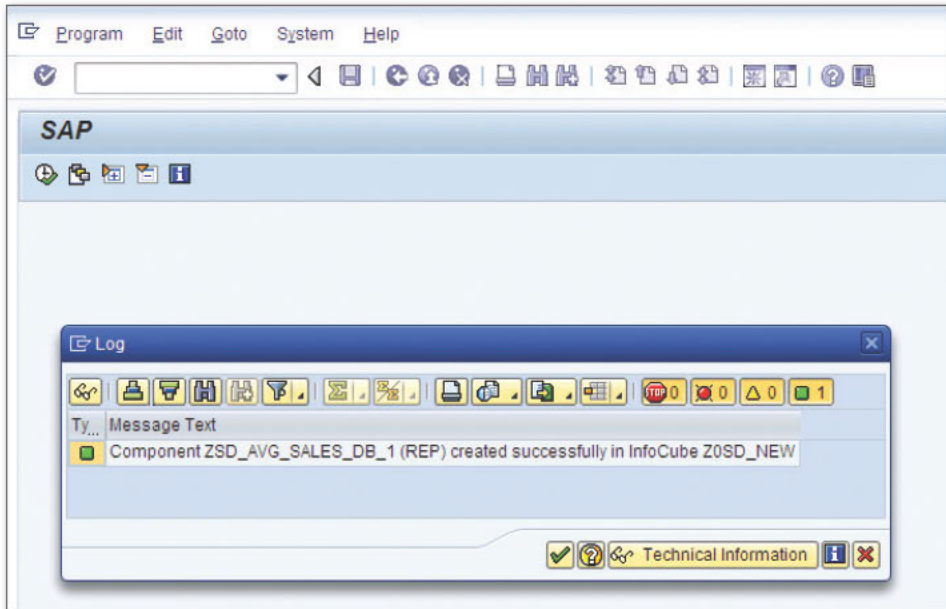 Program Edit Goto System Help
SAP
Log
STOP 0 0 0 1
Ty... Message Text
Component ZSD_AVG_SALES_DB_1 (REP) created successfully in InfoCube Z0SD_NEW
Technical Information